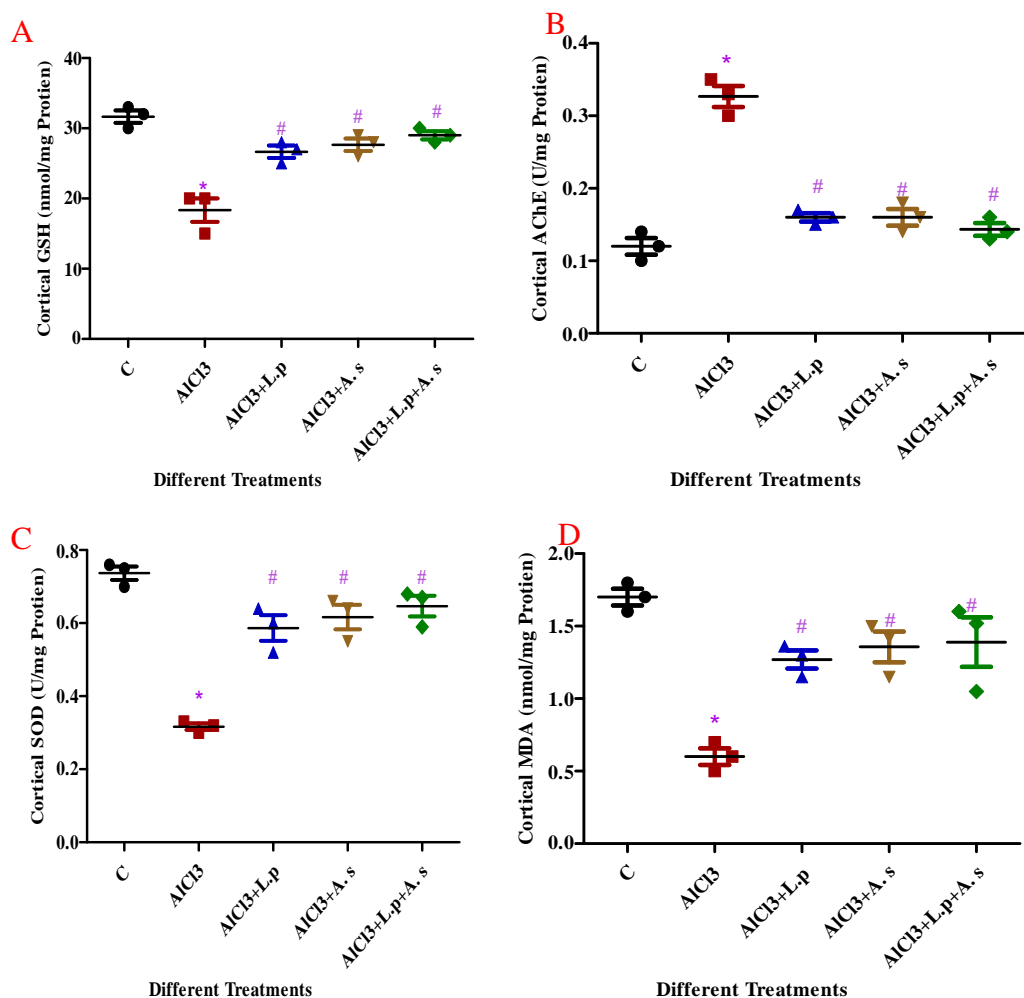 A
Cortical GSH (nmol/mg Protien)
40
30
20
10
0
*
#
#
#
C
AlCl3
AlCl3+L.p
AlCl3+A. s
AlCl3+L.p+A. s
Different Treatments
B
Cortical AChE (U/mg Protien)
0.4
0.3
0.2
0.1
0.0
*
#
#
#
C
AlCl3
AlCl3+L.p
AlCl3+A. s
AlCl3+L.p+A. s
Different Treatments
C
Cortical SOD (U/mg Protien)
0.8
0.6
0.4
0.2
0.0
*
#
#
#
C
AlCl3
AlCl3+L.p
AlCl3+A. s
AlCl3+L.p+A. s
Different Treatments
D
Cortical MDA (nmol/mg Protien)
2.0
1.5
1.0
0.5
0.0
*
#
#
#
C
AlCl3
AlCl3+L.p
AlCl3+A. s
AlCl3+L.p+A. s
Different Treatments